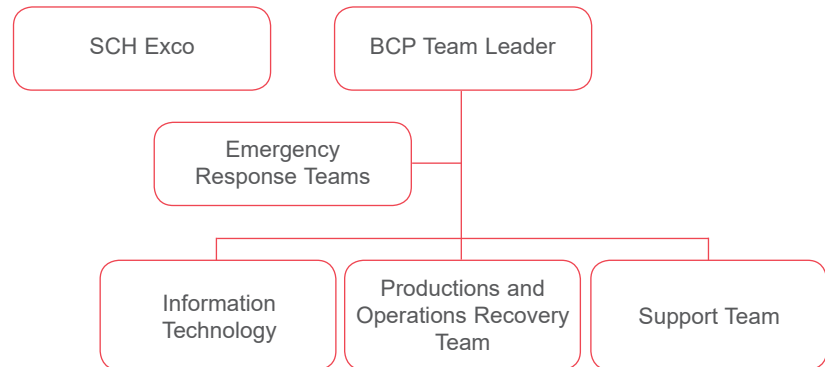 SCH Exco
BCP Team Leader
Emergency
Response Teams
Information
Technology
Productions and
Operations Recovery
Team
Support Team